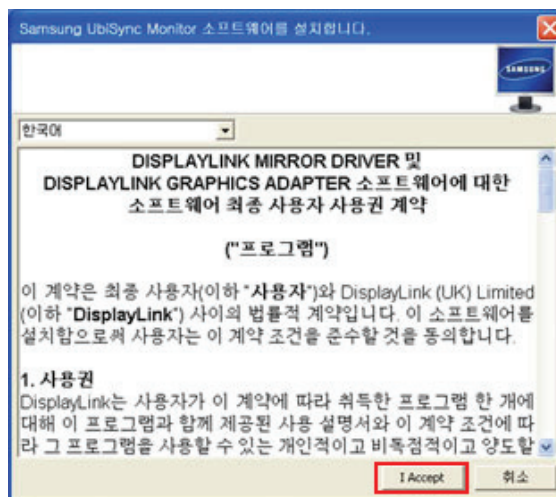 Samsung UbiSync Monitor 소프트웨어를 설치합니다.
SAMSUNG
한국어
DISPLAYLINK MIRROR DRIVER 및
DISPLAYLINK GRAPHICS ADAPTER 소프트웨어에 대한
소프트웨어 최종 사용자 사용권 계약
("프로그램")
이 계약은 최종 사용자(이하 "사용자")와 DisplayLink (UK) Limited
(이하 "DisplayLink") 사이의 법률적 계약입니다. 이 소프트웨어를
설치함으로써 사용자는 이 계약 조건을 준수할 것을 동의합니다.
1. 사용권
DisplayLink는 사용자가 이 계약에 따라 취득한 프로그램 한 개에
대해 이 프로그램과 함께 제공된 사용 설명서와 이 계약 조건에 따
라 그 프로그램을 사용할 수 있는 개인적이고 비독점적이고 양도할
I Accept 취소